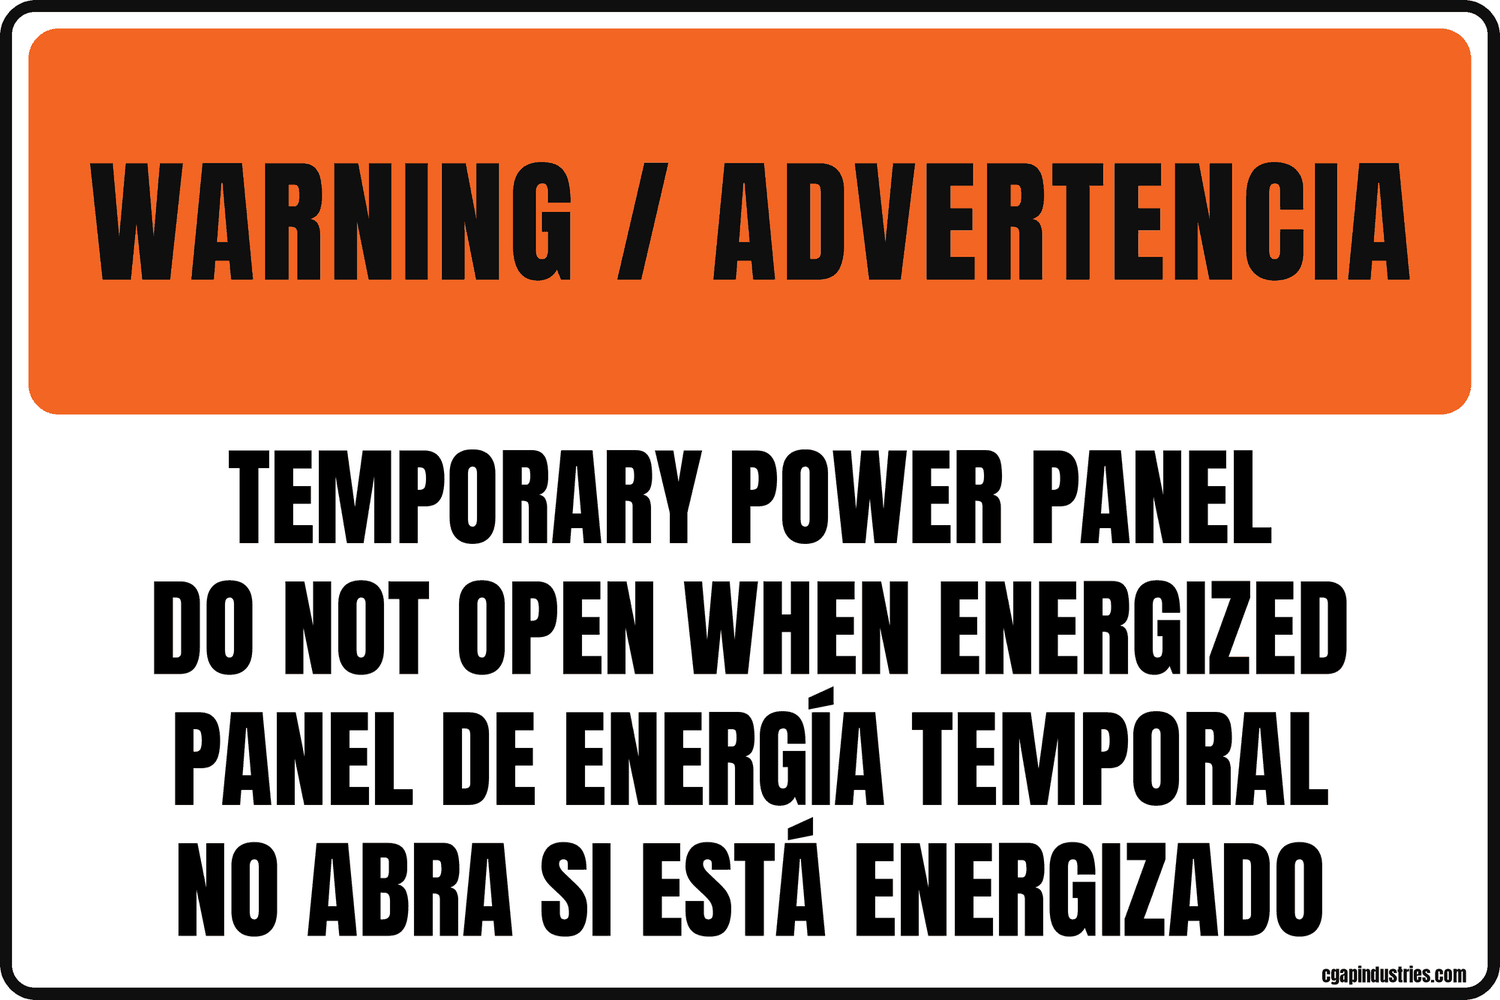 WARNING / ADVERTENCIA
TEMPORARY POWER PANEL
DO NOT OPEN WHEN ENERGIZED
PANEL DE ENERGÍA TEMPORAL
NO ABRA SI ESTÁ ENERGIZADO
cgapindustries.com